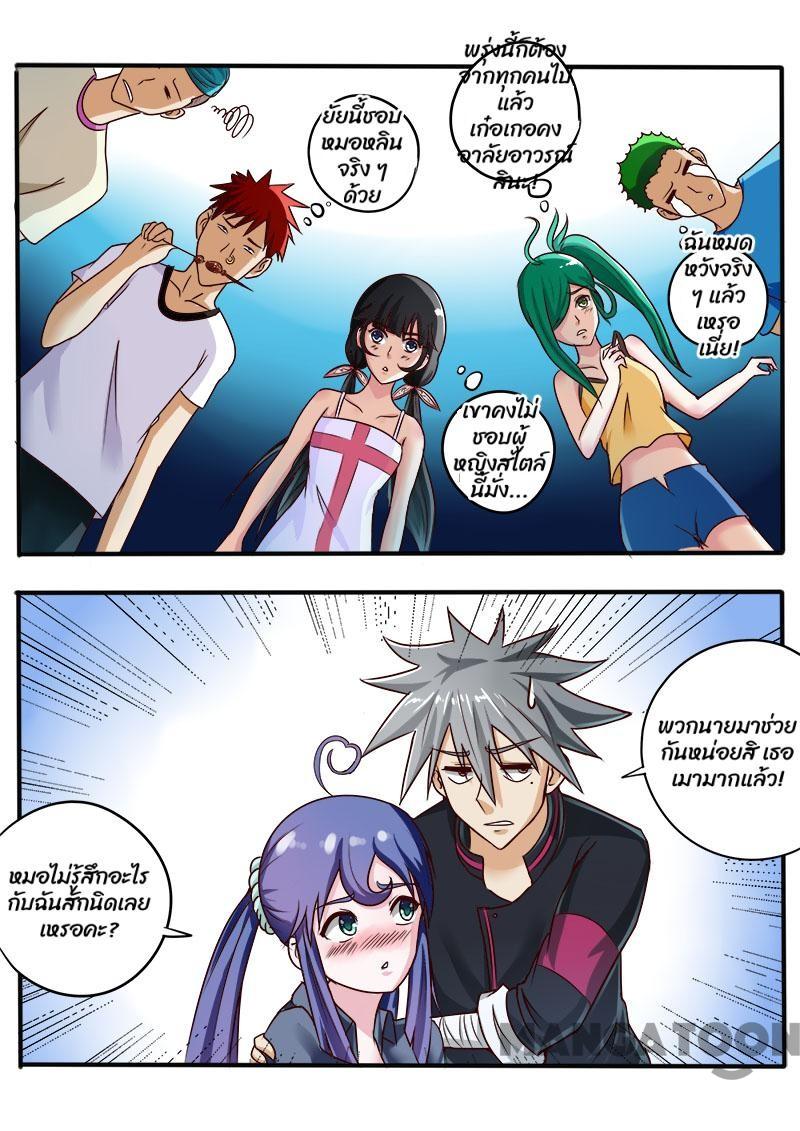 ยัยนี้ชอบ
หมอหลิน
จริง ๆ
ด้วย
พรุ่งนี้ก็ต้อง
จากทุกคนไป
แล้ว
เก๋อเกอคง
อาลัยอาวรณ์
สินะ!
ฉันหมด
หวังจริง
ๆ แล้ว
เหรอ
เนี่ย!
เขาคงไม่
ชอบผู้
หญิงสไตล์
นี้มั่ง...
พวกนายมาช่วย
กันหน่อยสิ เธอ
เมามากแล้ว!
หมอไม่รู้สึกอะไร
กับฉันสักนิดเลย
เหรอคะ?
MANGATOON